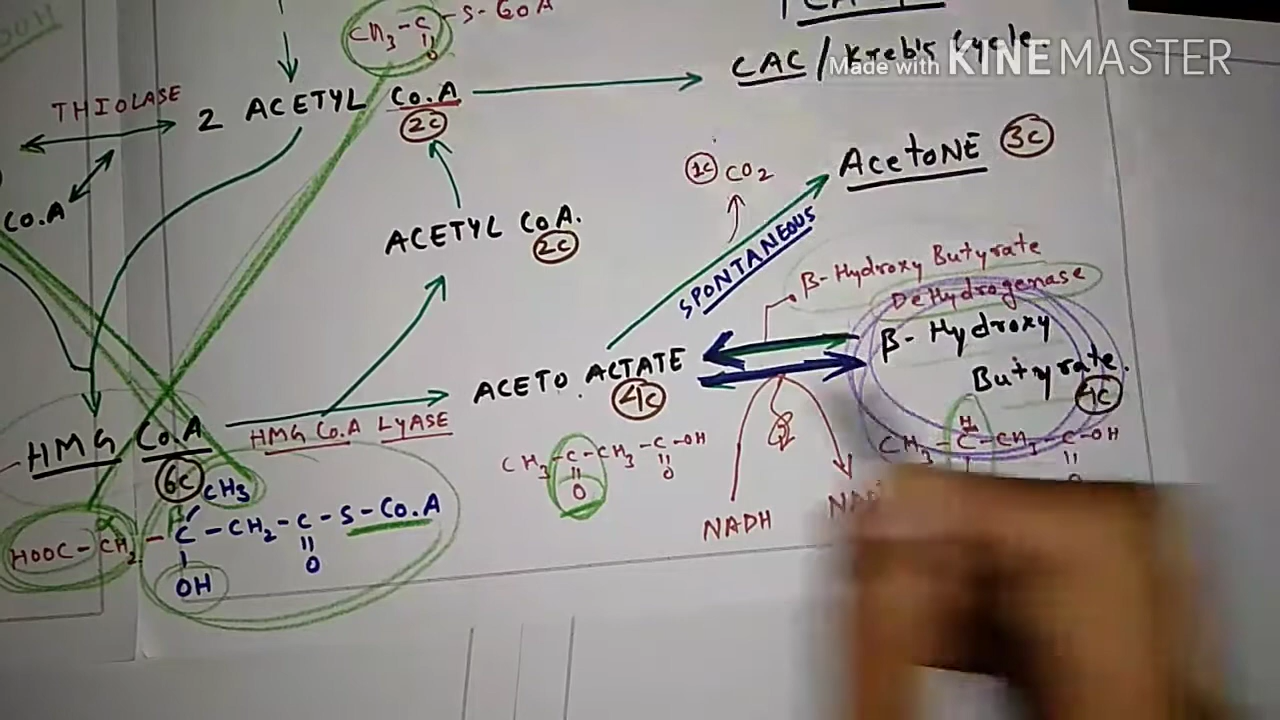 CH3-C-S-CoA
||
O
CAC/Kreb's Cycle.
Made with KINEMASTER
THIOLASE
2 ACETYL Co.A
2C
AcetoNE 3C
1C CO2
Co.A
ACETYL CoA.
2C
SPONTANEOUS
β-Hydroxy Butyrate
DeHydrogenase
β-Hydroxy
Butyrate.
4C
ACETO ACTATE
4C
HMG Co.A
6C
HMG Co.A LYASE
CH3-C-CH3-C-OH
|| ||
O O
CH3-C-CH3-C-OH
||
CH3
HOOC-CH2-C-CH2-C-S-Co.A
α β
OH
||
O
NADH